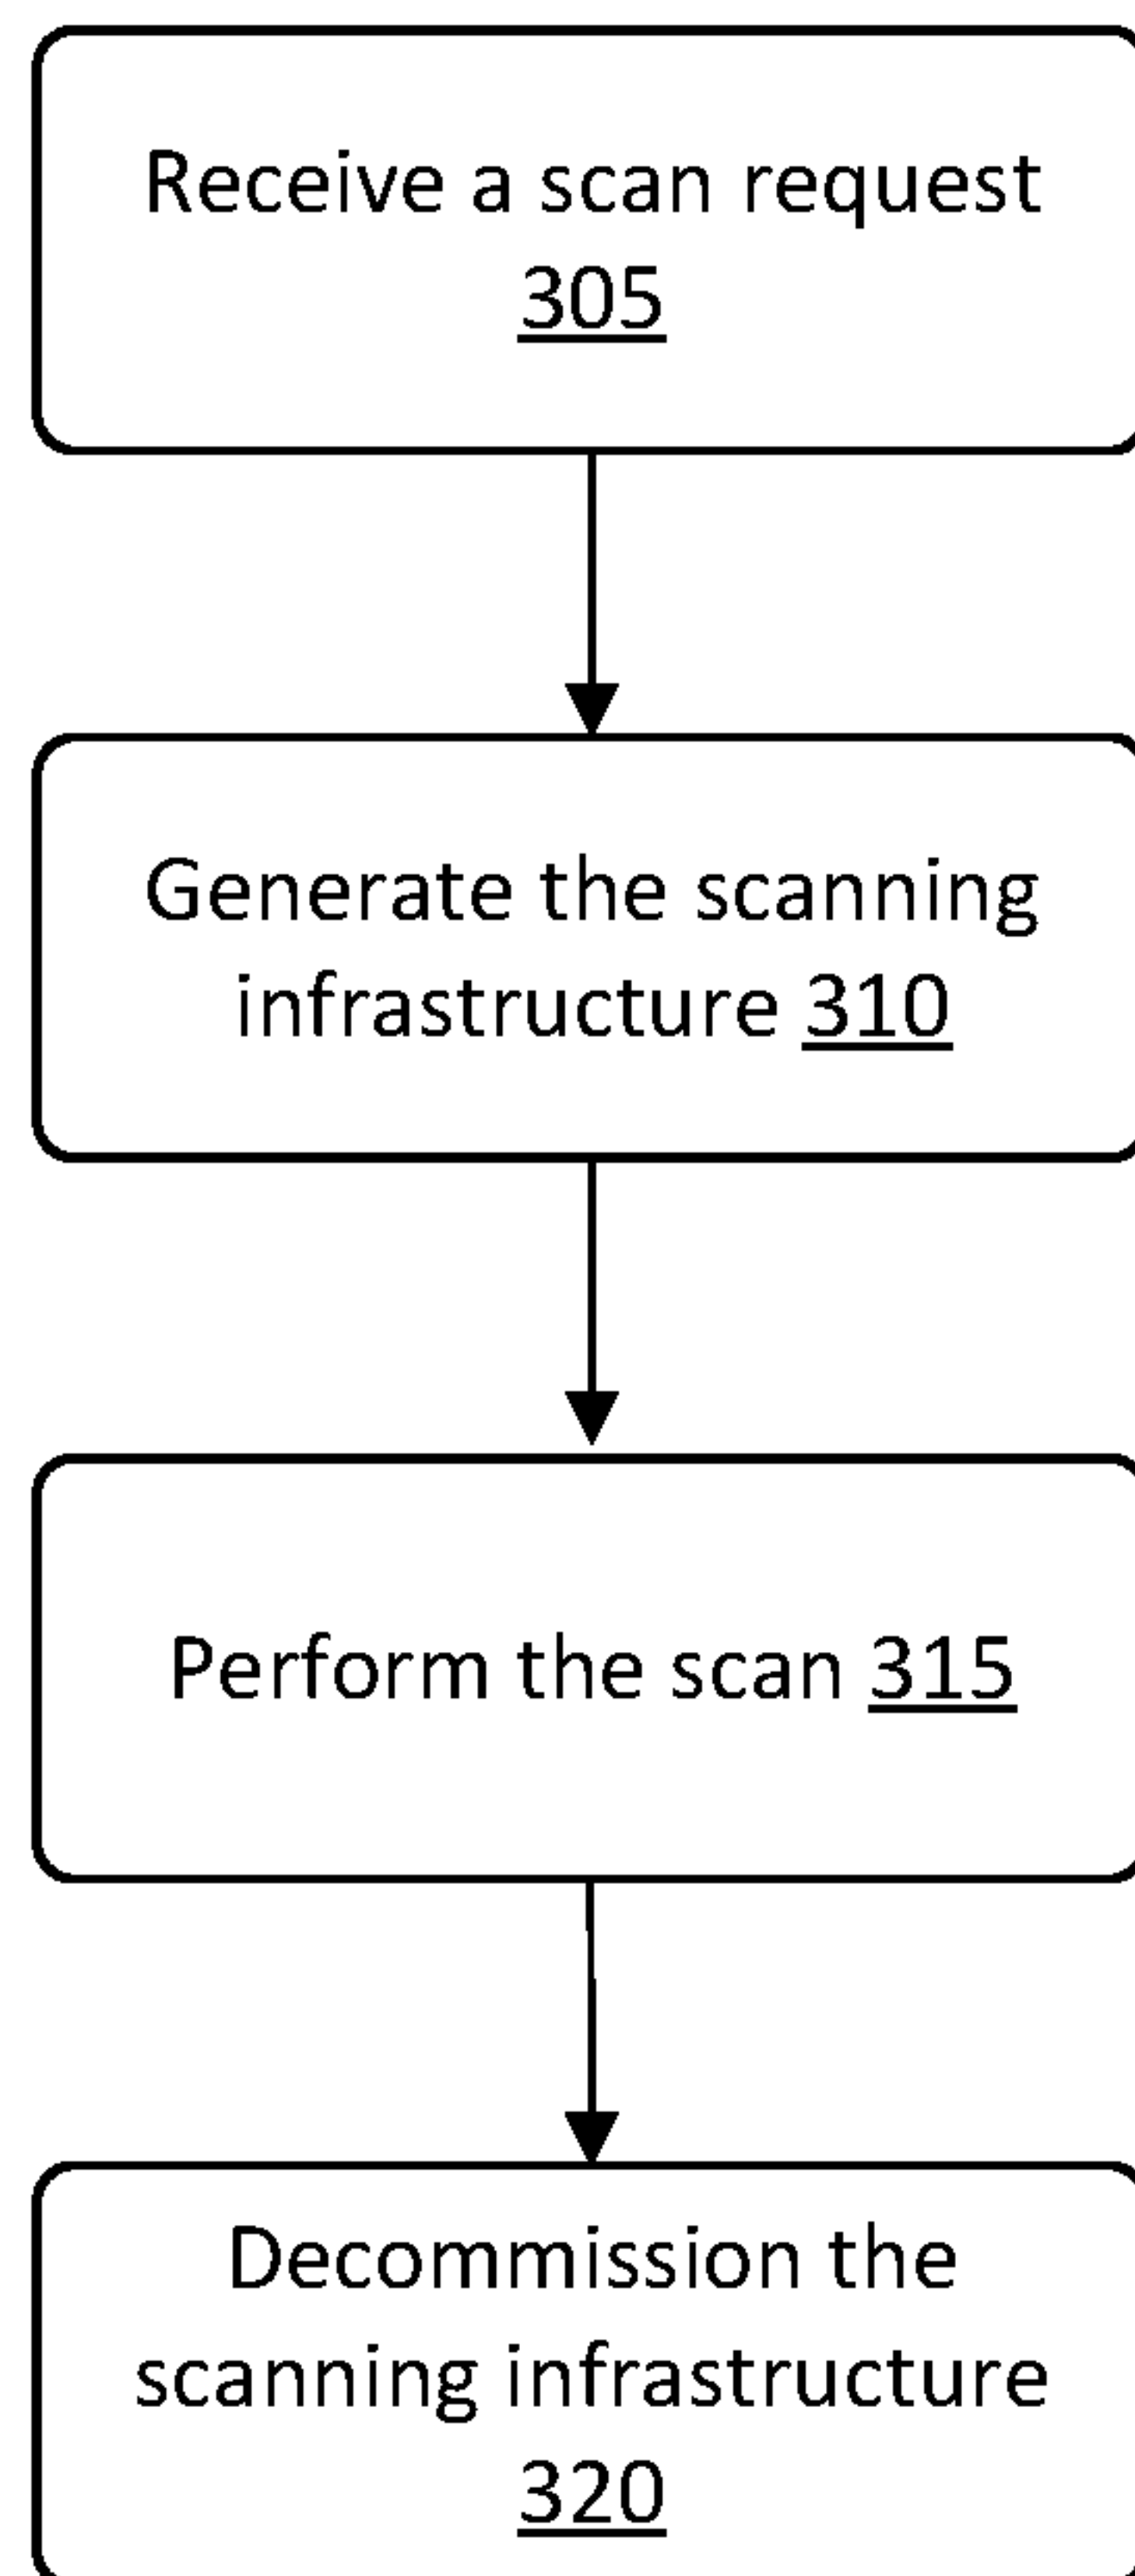 Receive a scan request
305
Generate the scanning
infrastructure 310
Perform the scan 315
Decommission the
scanning infrastructure
320